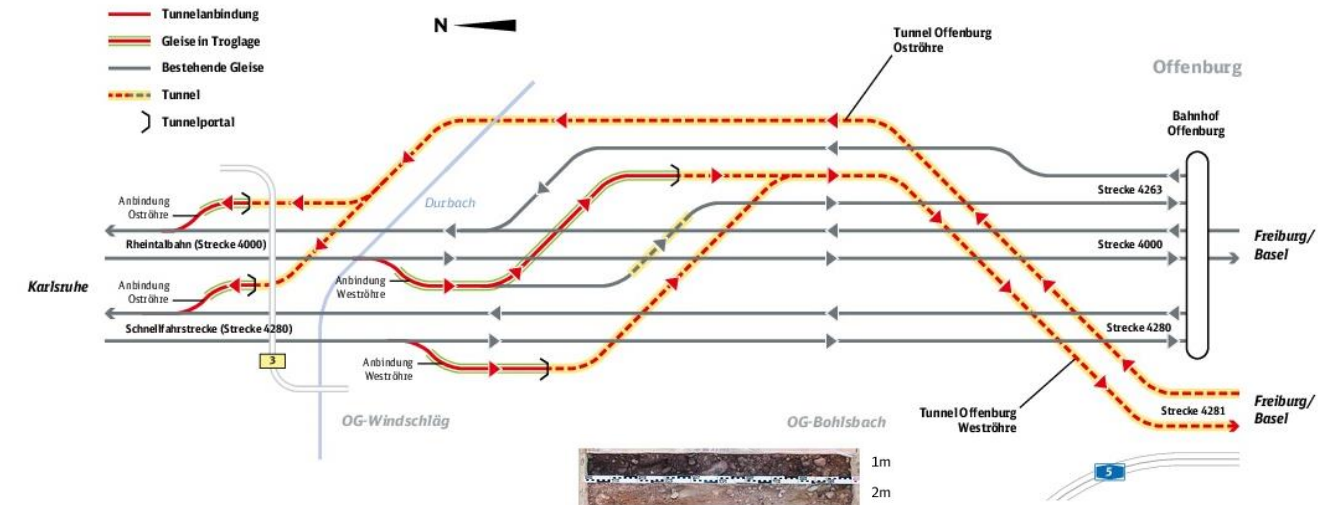 Tunnelanbindung
Gleise in Troglage
Bestehende Gleise
Tunnel
Tunnelportal
N
Tunnel Offenburg
Oströhre
Offenburg
Bahnhof
Offenburg
Durbach
Anbindung
Oströhre
Strecke 4263
Rheintalbahn (Strecke 4000)
Strecke 4000
Freiburg/
Basel
Karlsruhe
Anbindung
Oströhre
Anbindung
Weströhre
Schnellfahrstrecke (Strecke 4280)
Strecke 4280
3
Anbindung
Weströhre
OG-Windschläg
OG-Bohlsbach
Tunnel Offenburg
Weströhre
Strecke 4281
Freiburg/
Basel
1m
2m
5